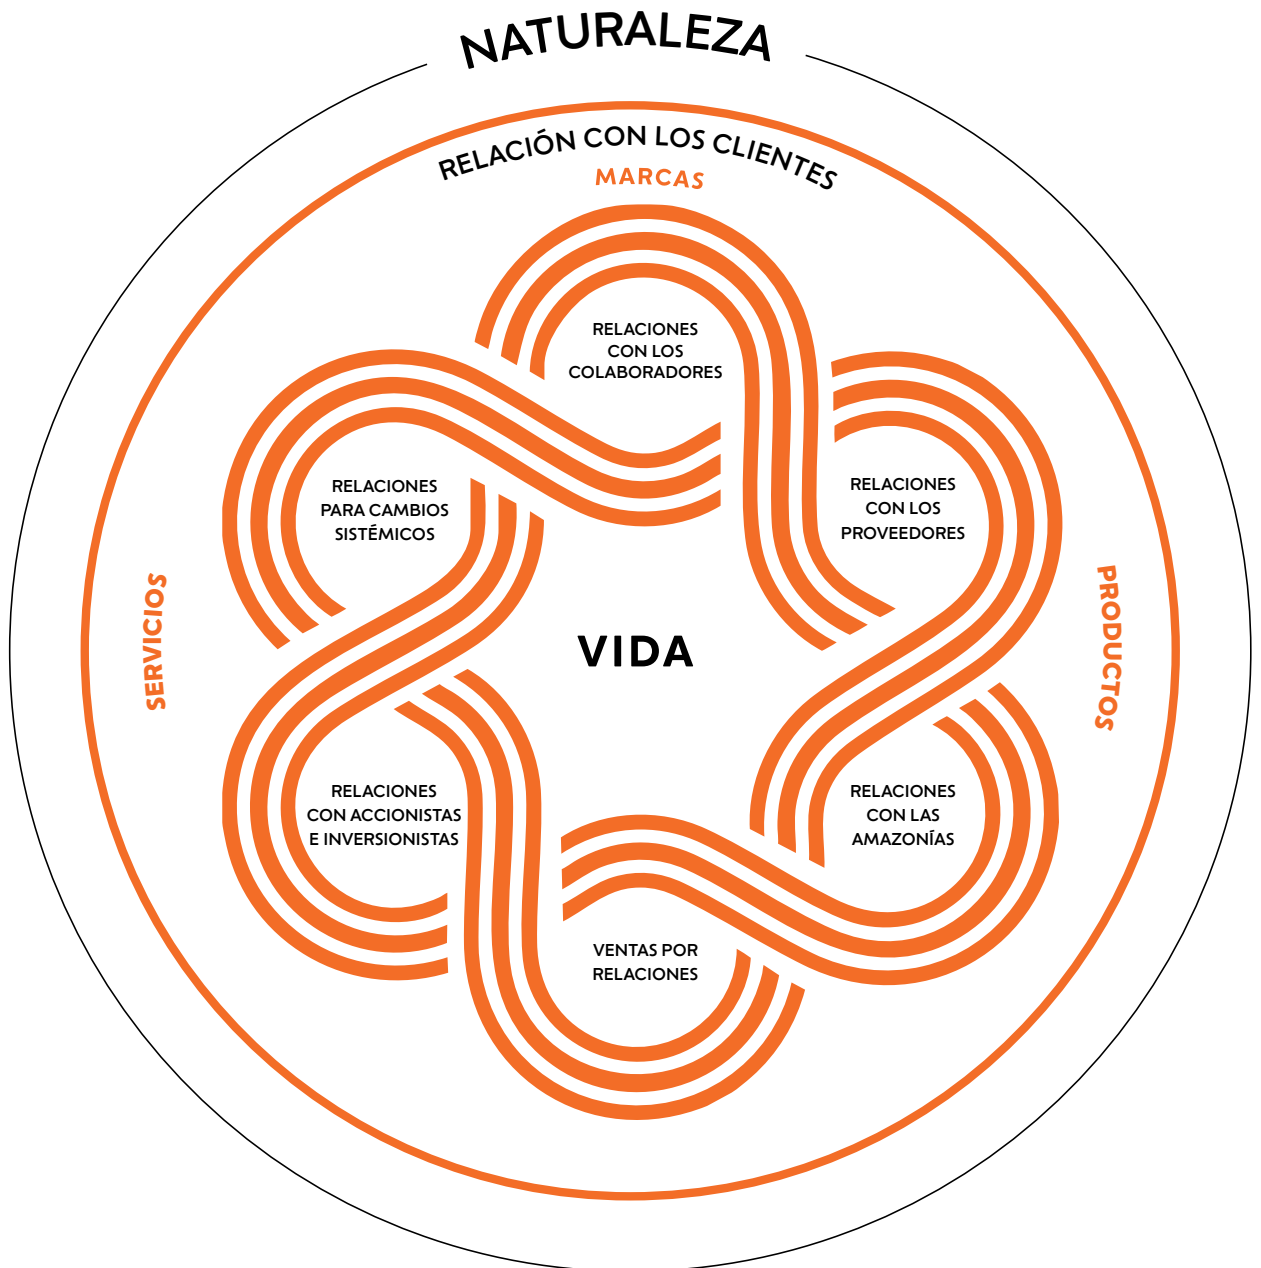 NATURALEZA
RELACIÓN CON LOS CLIENTES
MARCAS
RELACIONES
CON LOS
COLABORADORES
RELACIONES
PARA CAMBIOS
SISTÉMICOS
RELACIONES
CON LOS
PROVEEDORES
SERVICIOS
VIDA
PRODUCTOS
RELACIONES
CON ACCIONISTAS
E INVERSIONISTAS
RELACIONES
CON LAS
AMAZONÍAS
VENTAS POR
RELACIONES